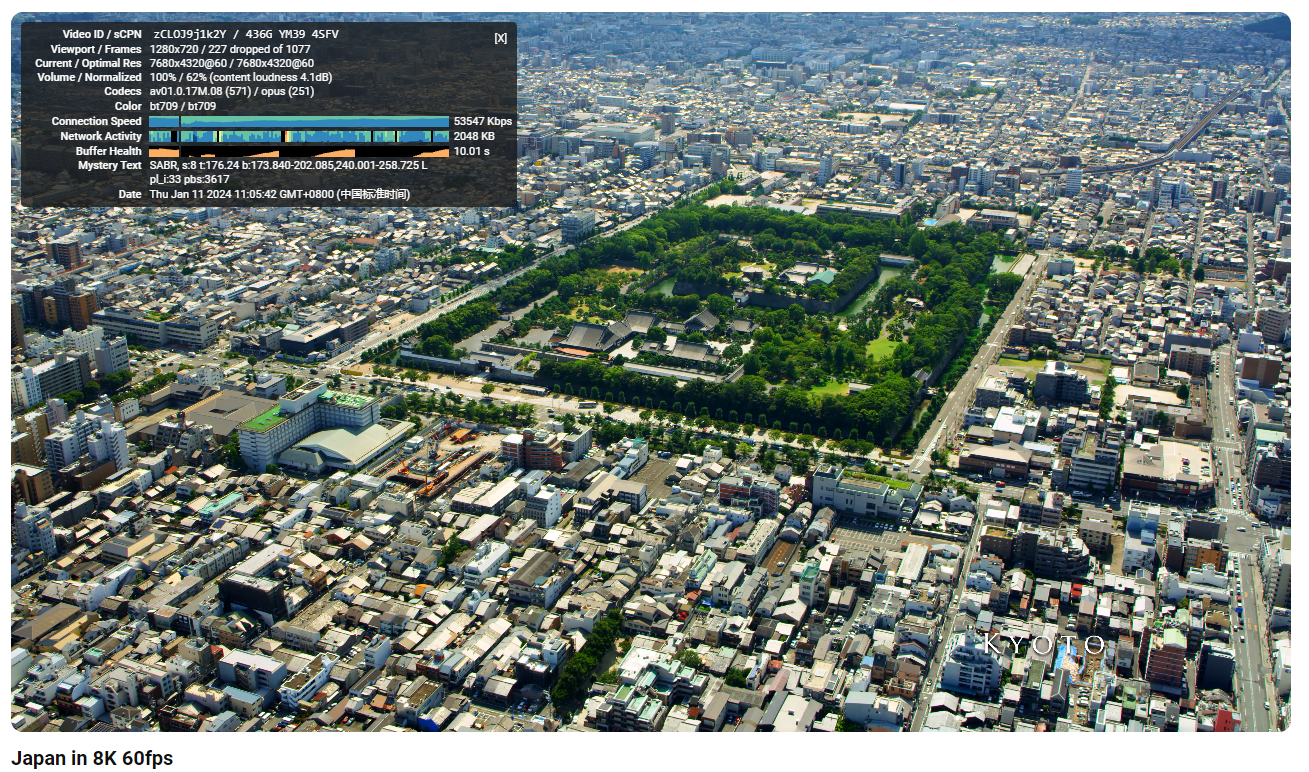 Video ID / sCPN zCLOJ9j1k2Y / 436G YM39 4SFV
[X]
Viewport / Frames 1280x720 / 227 dropped of 1077
Current / Optimal Res 7680x4320@60 / 7680x4320@60
Volume / Normalized 100% / 62% (content loudness 4.1dB)
Codecs av01.0.17M.08 (571) / opus (251)
Color bt709 / bt709
Connection Speed 53547 Kbps
Network Activity 2048 KB
Buffer Health 10.01 s
Mystery Text SABR, s:8 t:176.24 b:173.840-202.085,240.001-258.725 L
pl_i:33 pbs:3617
Date Thu Jan 11 2024 11:05:42 GMT+0800 (中国标准时间)
KYOTO
Japan in 8K 60fps